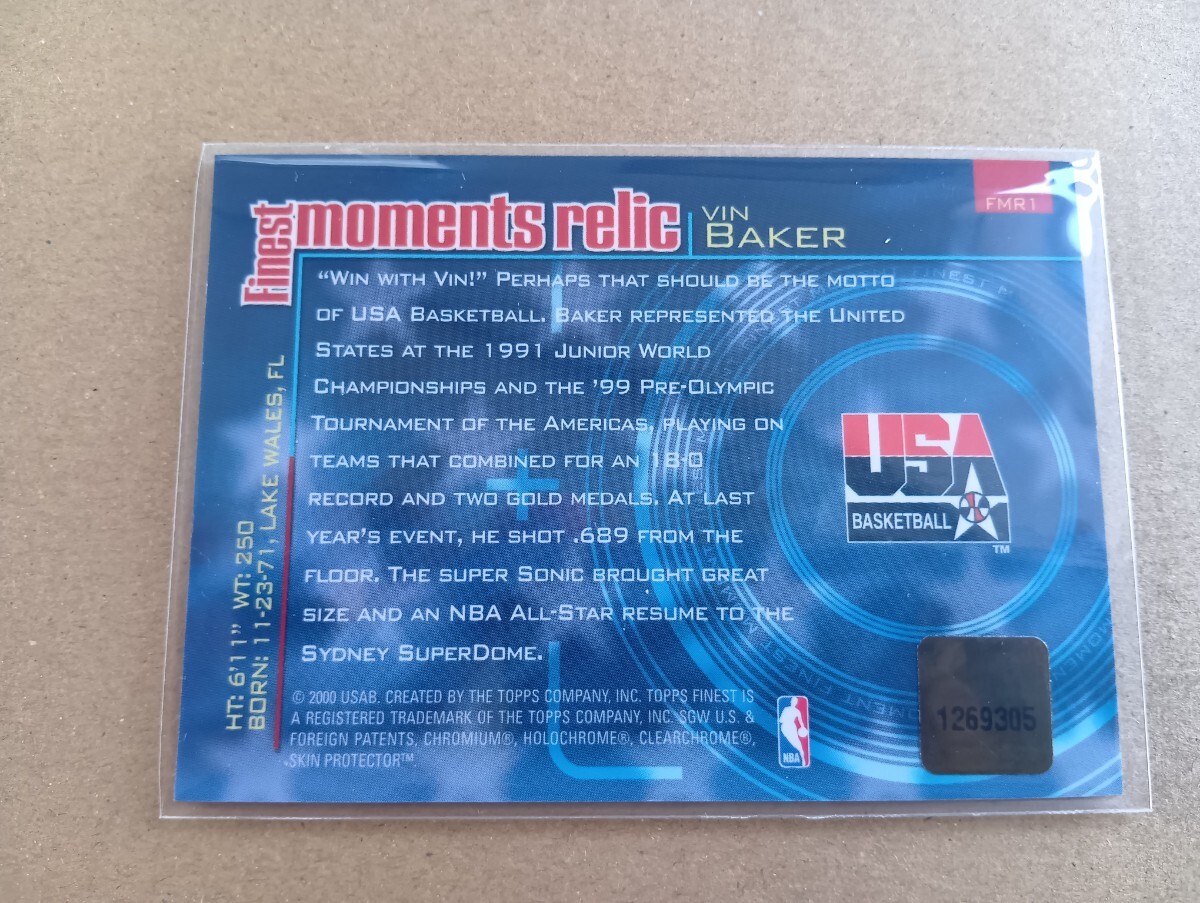 FMR1
Finest moments relic
VIN
BAKER
"WIN WITH VIN!" PERHAPS THAT SHOULD BE THE MOTTO
OF USA BASKETBALL. BAKER REPRESENTED THE UNITED
STATES AT THE 1991 JUNIOR WORLD
CHAMPIONSHIPS AND THE '99 PRE-OLYMPIC
TOURNAMENT OF THE AMERICAS, PLAYING ON
TEAMS THAT COMBINED FOR AN 18-0
RECORD AND TWO GOLD MEDALS. AT LAST
YEAR'S EVENT, HE SHOT .689 FROM THE
FLOOR. THE SUPER SONIC BROUGHT GREAT
SIZE AND AN NBA ALL-STAR RESUME TO THE
SYDNEY SUPERDOME.
HT: 6'11" WT: 250
BORN: 11-23-71, LAKE WALES, FL
USA
BASKETBALL
TM
© 2000 USAB. CREATED BY THE TOPPS COMPANY, INC. TOPPS FINEST IS
A REGISTERED TRADEMARK OF THE TOPPS COMPANY, INC. SGW U.S. &
FOREIGN PATENTS, CHROMIUM®, HOLOCHROME®, CLEARCHROME®,
SKIN PROTECTOR™.
NBA
1269305